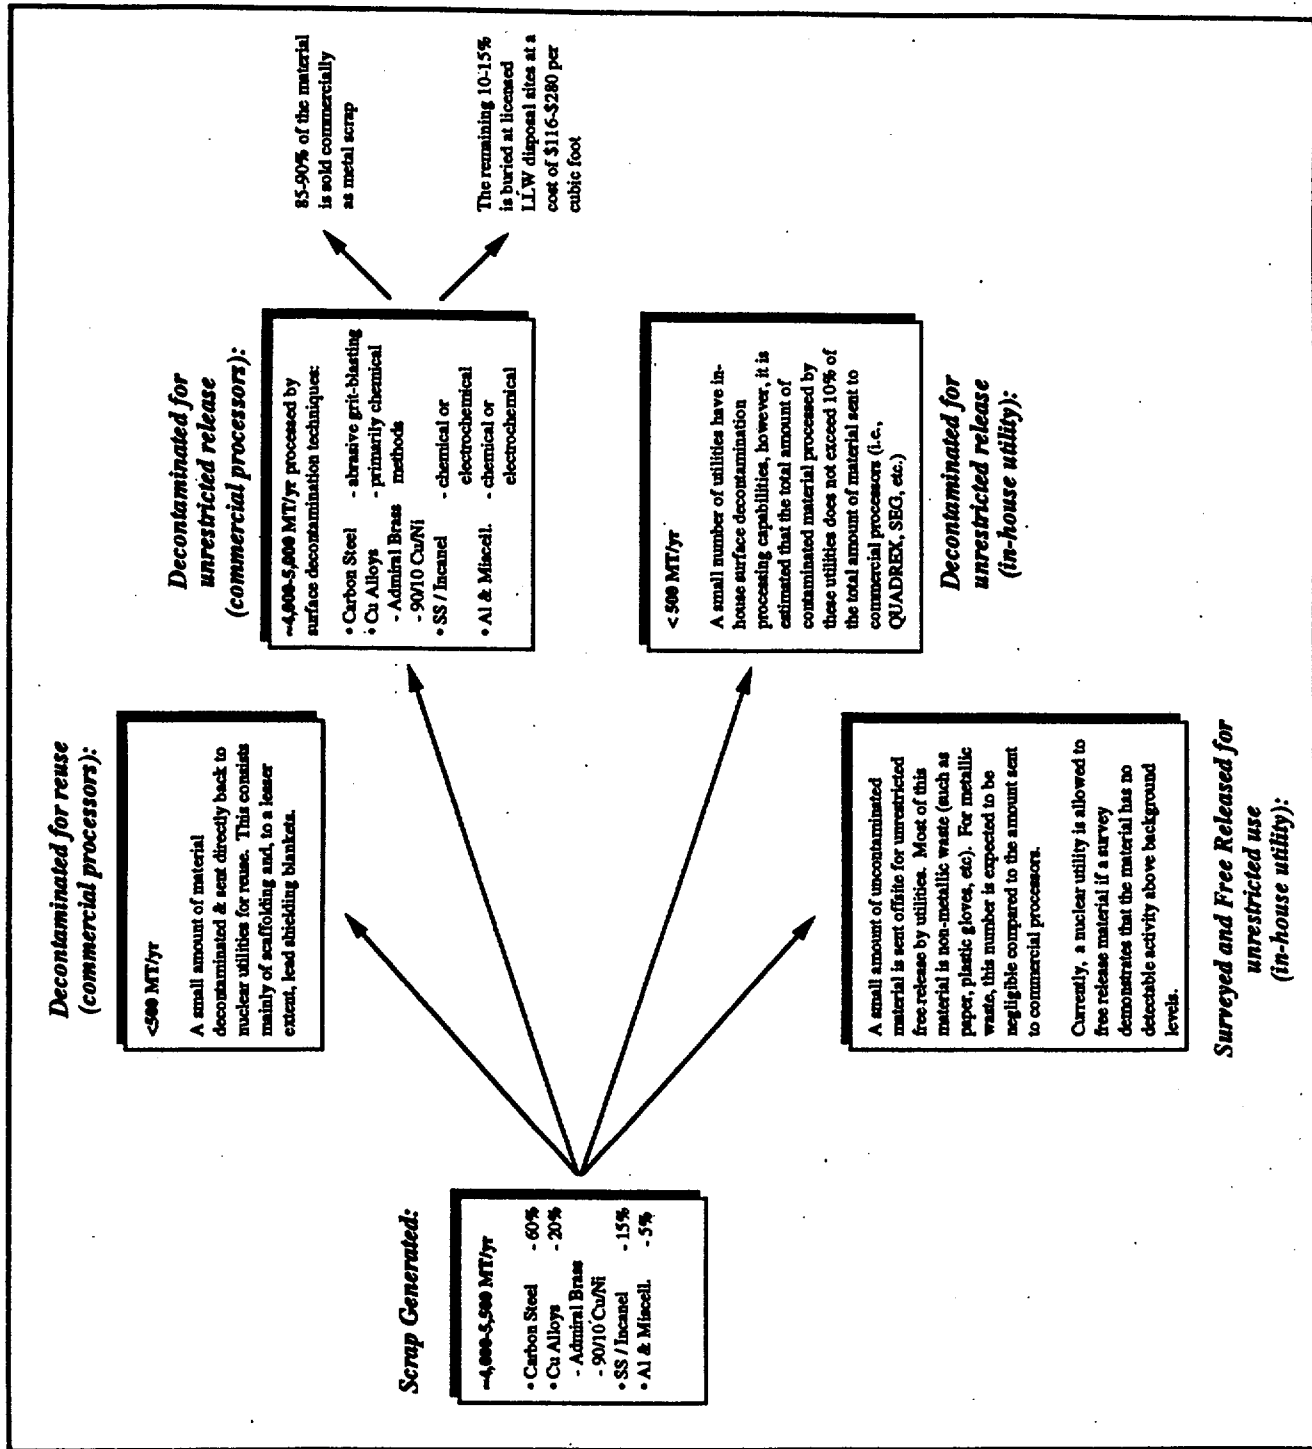 Scrap Generated:
~4,000-5,500 MT/yr
• Carbon Steel - 60%
• Cu Alloys - 20%
- Admiral Brass
- 90/10 Cu/Ni
• SS / Incanel - 15%
• Al & Miscell. - 5%
Decontaminated for reuse
(commercial processors):
<500 MT/yr
A small amount of material
decontaminated & sent directly back to
nuclear utilities for reuse. This consists
mainly of scaffolding and, to a lesser
extent, lead shielding blankets.
Decontaminated for
unrestricted release
(commercial processors):
~4,000-5,000 MT/yr processed by
surface decontamination techniques:
• Carbon Steel - abrasive grit-blasting
• Cu Alloys - primarily chemical
- Admiral Brass methods
- 90/10 Cu/Ni
• SS / Incanel - chemical or
electrochemical
• Al & Miscell. - chemical or
electrochemical
85-90% of the material
is sold commercially
as metal scrap
The remaining 10-15%
is buried at licensed
LLW disposal sites at a
cost of $116-$280 per
cubic foot
<500 MT/yr
A small number of utilities have in-
house surface decontamination
processing capabilities, however, it is
estimated that the total amount of
contaminated material processed by
these utilities does not exceed 10% of
the total amount of material sent to
commercial processors (i.e.,
QUADREX, SEG, etc.)
Decontaminated for
unrestricted release
(in-house utility):
A small amount of uncontaminated
material is sent offsite for unrestricted
free-release by utilities. Most of this
material is non-metallic waste (such as
paper, plastic gloves, etc). For metallic
waste, this number is expected to be
negligible compared to the amount sent
to commercial processors.
Currently, a nuclear utility is allowed to
free release material if a survey
demonstrates that the material has no
detectable activity above background
levels.
Surveyed and Free Released for
unrestricted use
(in-house utility):